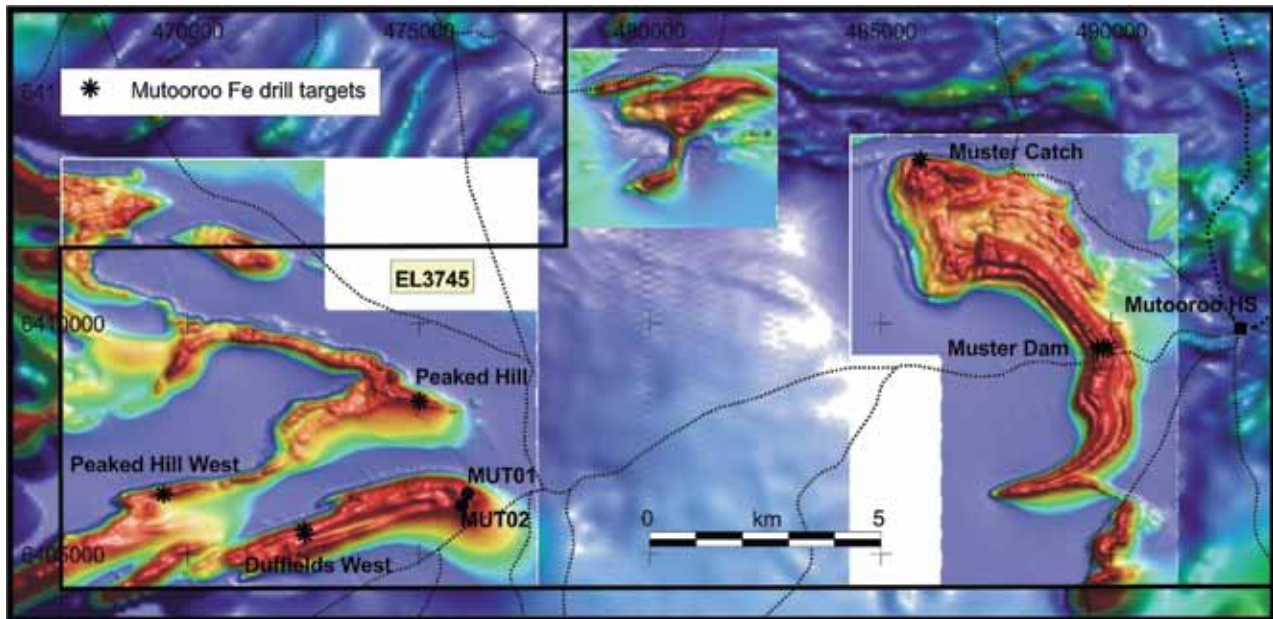 470000 475000 480000 485000 490000
641
Mutooroo Fe drill targets
Muster Catch
EL3745
Mutooroo HS
6410000
Muster Dam
Peaked Hill
Peaked Hill West
MUT01
MUT02
0 km 5
6405000
Duffields West